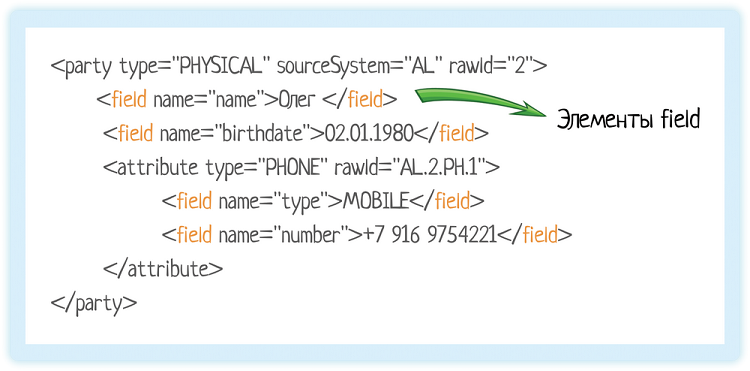 <party type="PHYSICAL" sourceSystem="AL" rawId="2">
<field name="name">Олег </field>
Элементы field
<field name="birthdate">02.01.1980</field>
<attribute type="PHONE" rawId="AL.2.PH.1">
<field name="type">MOBILE</field>
<field name="number">+7 916 9754221</field>
</attribute>
</party>